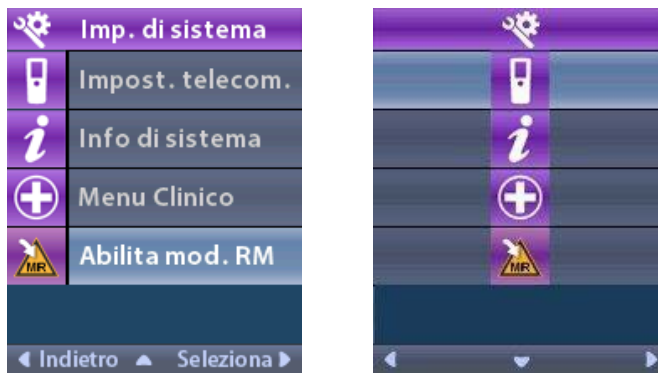 Imp. di sistema
Impost. telecom.
Info di sistema
Menu Clinico
MR Abilita mod. RM
Indietro Seleziona
MR